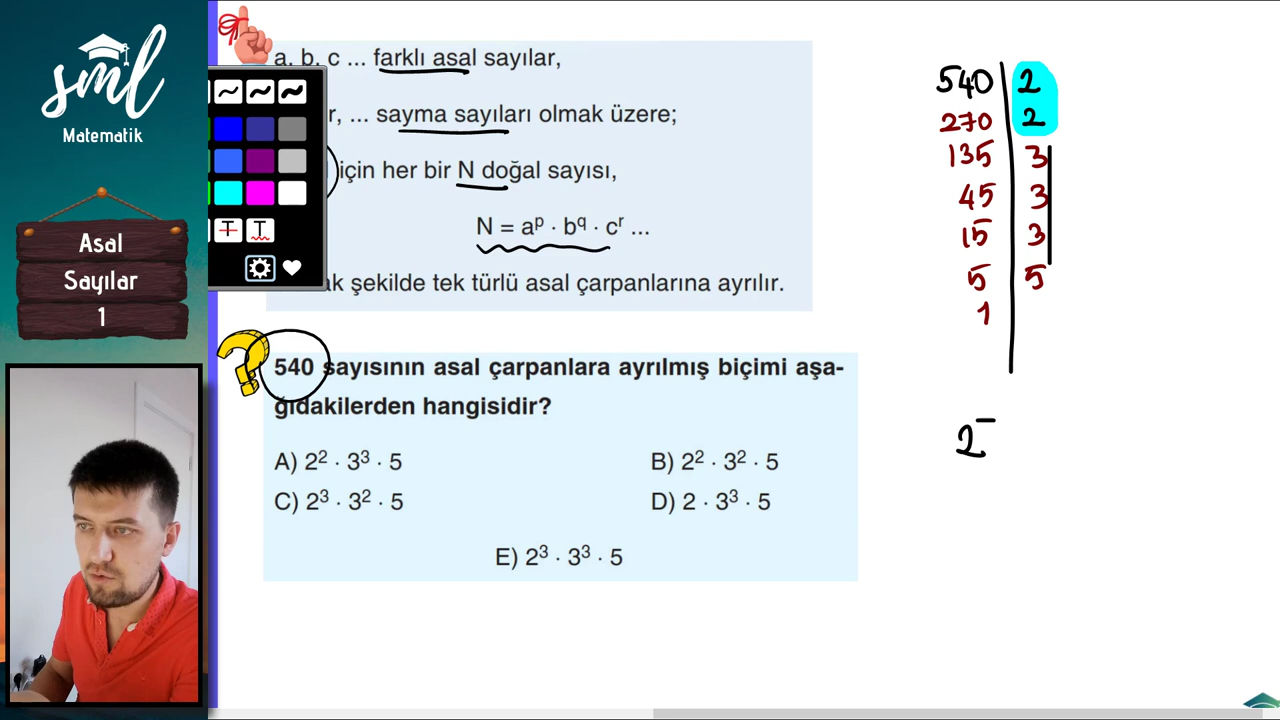 sml
Matematik
Asal
Sayılar
1
a, b, c ... farklı asal sayılar,
r, ... sayma sayıları olmak üzere;
için her bir N doğal sayısı,
N = aᵖ · b^q · cʳ ...
ak şekilde tek türlü asal çarpanlarına ayrılır.
540 sayısının asal çarpanlara ayrılmış biçimi aşa-
ğıdakilerden hangisidir?
A) 2² · 3³ · 5
B) 2² · 3² · 5
C) 2³ · 3² · 5
D) 2 · 3³ · 5
E) 2³ · 3³ · 5
540 2
270 2
135 3
45 3
15 3
5 5
1
2